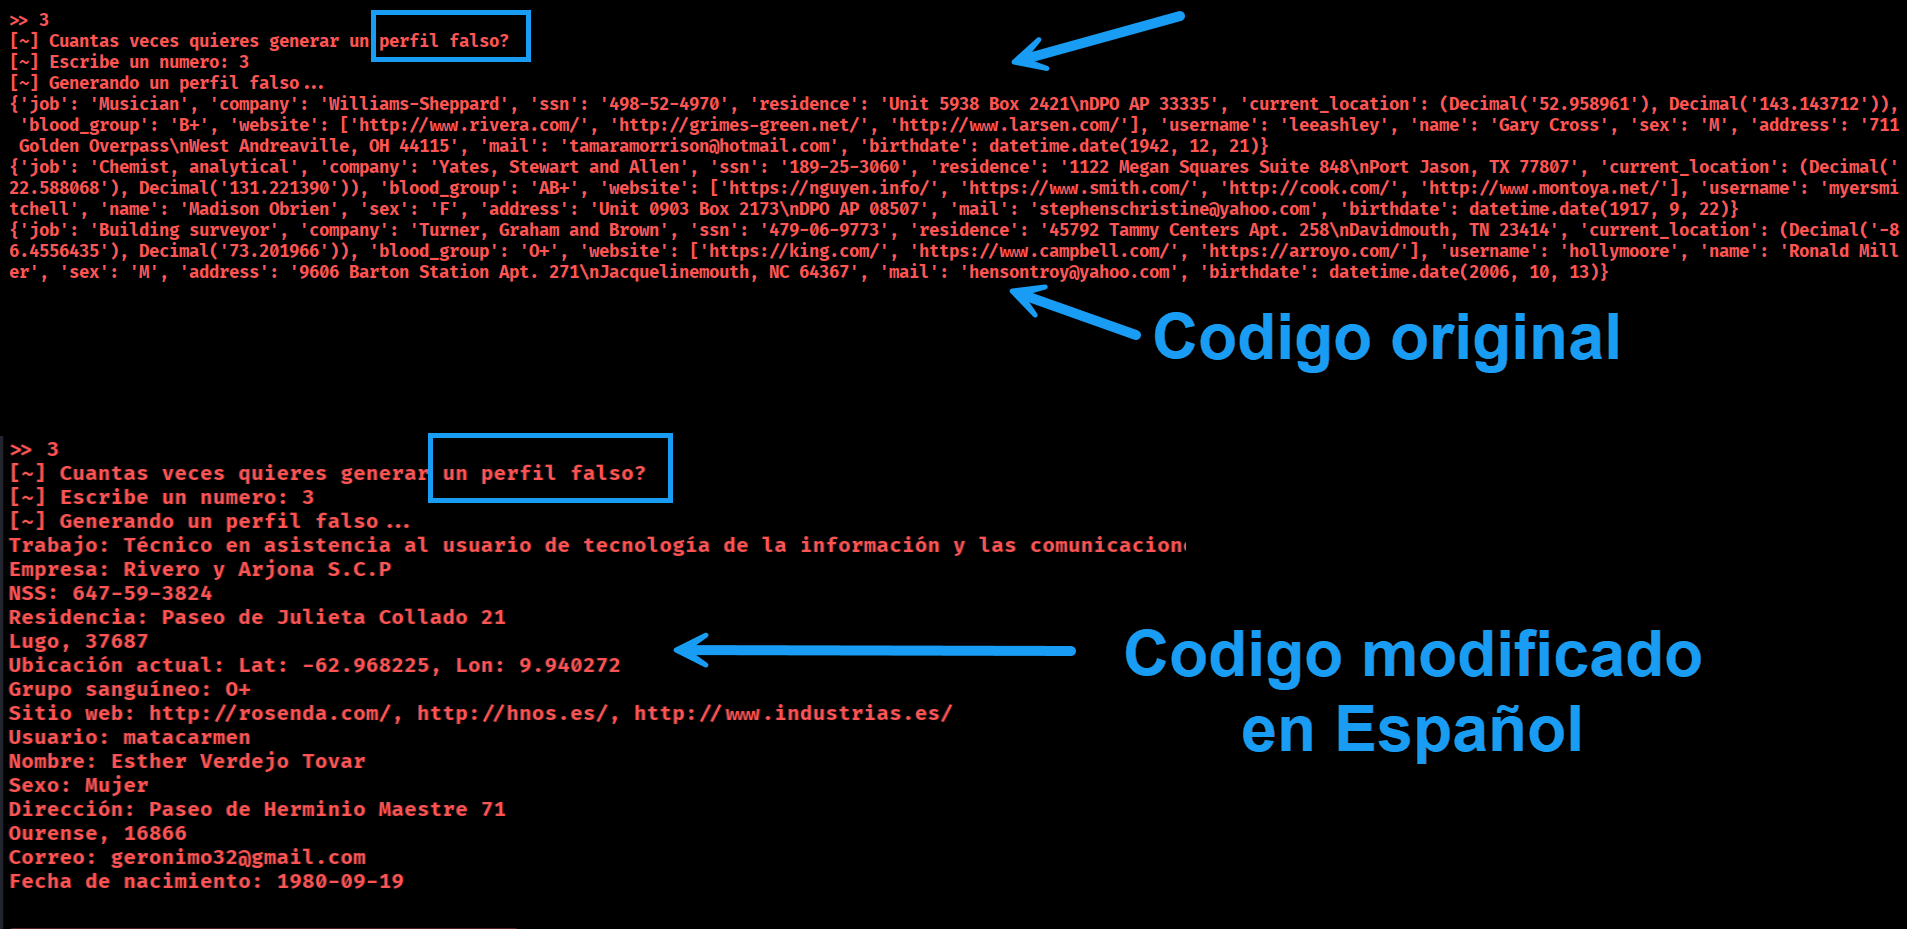 >> 3
[~] Cuantas veces quieres generar un perfil falso?
[~] Escribe un numero: 3
[~] Generando un perfil falso...
{'job': 'Musician', 'company': 'Williams-Sheppard', 'ssn': '498-52-4970', 'residence': 'Unit 5938 Box 2421\nDPO AP 33335', 'current_location': (Decimal('52.958961'), Decimal('143.143712')),
'blood_group': 'B+', 'website': ['http://www.rivera.com/', 'http://grimes-green.net/', 'http://www.larsen.com/'], 'username': 'leeashley', 'name': 'Gary Cross', 'sex': 'M', 'address': '711
Golden Overpass\nWest Andreaville, OH 44115', 'mail': 'tamaramorrison@hotmail.com', 'birthdate': datetime.date(1942, 12, 21)}
{'job': 'Chemist, analytical', 'company': 'Yates, Stewart and Allen', 'ssn': '189-25-3060', 'residence': '1122 Megan Squares Suite 848\nPort Jason, TX 77807', 'current_location': (Decimal('
22.588068'), Decimal('131.221390')), 'blood_group': 'AB+', 'website': ['https://nguyen.info/', 'https://www.smith.com/', 'http://cook.com/', 'http://www.montoya.net/'], 'username': 'myersmi
tchell', 'name': 'Madison Obrien', 'sex': 'F', 'address': 'Unit 0903 Box 2173\nDPO AP 08507', 'mail': 'stephenschristine@yahoo.com', 'birthdate': datetime.date(1917, 9, 22)}
{'job': 'Building surveyor', 'company': 'Turner, Graham and Brown', 'ssn': '479-06-9773', 'residence': '45792 Tammy Centers Apt. 258\nDavidmouth, TN 23414', 'current_location': (Decimal('-8
6.4556435'), Decimal('73.201966')), 'blood_group': 'O+', 'website': ['https://king.com/', 'https://www.campbell.com/', 'https://arroyo.com/'], 'username': 'hollymoore', 'name': 'Ronald Mill
er', 'sex': 'M', 'address': '9606 Barton Station Apt. 271\nJacquelinemouth, NC 64367', 'mail': 'hensontroy@yahoo.com', 'birthdate': datetime.date(2006, 10, 13)}
Codigo original
>> 3
[~] Cuantas veces quieres generar un perfil falso?
[~] Escribe un numero: 3
[~] Generando un perfil falso...
Trabajo: Técnico en asistencia al usuario de tecnología de la información y las comunicacion
Empresa: Rivero y Arjona S.C.P
NSS: 647-59-3824
Residencia: Paseo de Julieta Collado 21
Lugo, 37687
Ubicación actual: Lat: -62.968225, Lon: 9.940272
Grupo sanguíneo: O+
Sitio web: http://rosenda.com/, http://hnos.es/, http://www.industrias.es/
Usuario: matacarmen
Nombre: Esther Verdejo Tovar
Sexo: Mujer
Dirección: Paseo de Herminio Maestre 71
Ourense, 16866
Correo: geronimo32@gmail.com
Fecha de nacimiento: 1980-09-19
Codigo modificado
en Español